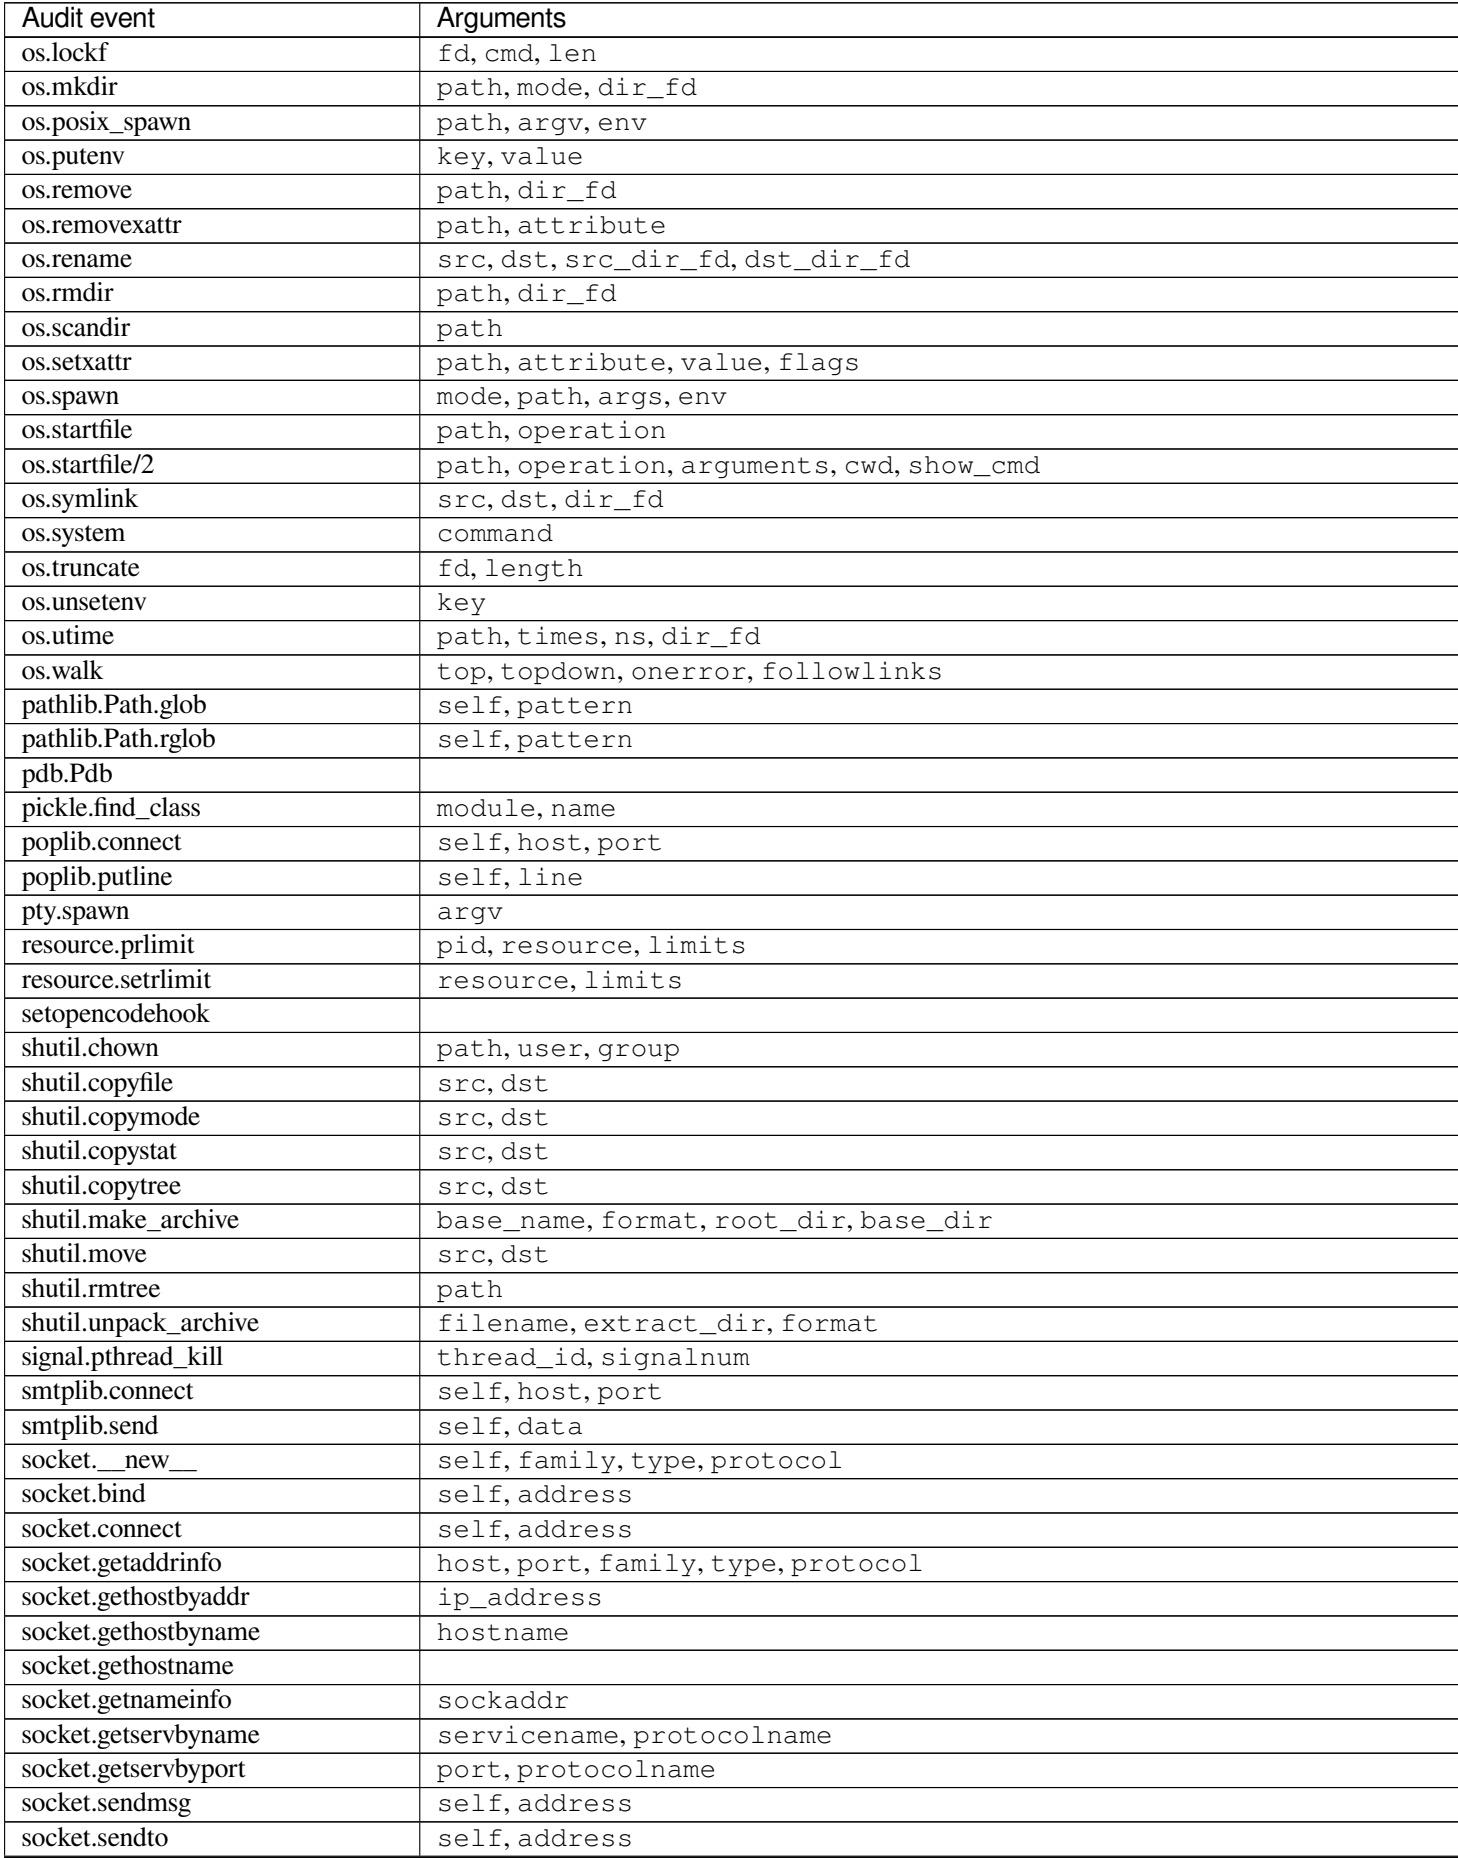 Audit event Arguments
os.lockf fd, cmd, len
os.mkdir path, mode, dir_fd
os.posix_spawn path, argv, env
os.putenv key, value
os.remove path, dir_fd
os.removexattr path, attribute
os.rename src, dst, src_dir_fd, dst_dir_fd
os.rmdir path, dir_fd
os.scandir path
os.setxattr path, attribute, value, flags
os.spawn mode, path, args, env
os.startfile path, operation
os.startfile/2 path, operation, arguments, cwd, show_cmd
os.symlink src, dst, dir_fd
os.system command
os.truncate fd, length
os.unsetenv key
os.utime path, times, ns, dir_fd
os.walk top, topdown, onerror, followlinks
pathlib.Path.glob self, pattern
pathlib.Path.rglob self, pattern
pdb.Pdb
pickle.find_class module, name
poplib.connect self, host, port
poplib.putline self, line
pty.spawn argv
resource.prlimit pid, resource, limits
resource.setrlimit resource, limits
setopencodehook
shutil.chown path, user, group
shutil.copyfile src, dst
shutil.copymode src, dst
shutil.copystat src, dst
shutil.copytree src, dst
shutil.make_archive base_name, format, root_dir, base_dir
shutil.move src, dst
shutil.rmtree path
shutil.unpack_archive filename, extract_dir, format
signal.pthread_kill thread_id, signalnum
smtplib.connect self, host, port
smtplib.send self, data
socket.__new__ self, family, type, protocol
socket.bind self, address
socket.connect self, address
socket.getaddrinfo host, port, family, type, protocol
socket.gethostbyaddr ip_address
socket.gethostbyname hostname
socket.gethostname
socket.getnameinfo sockaddr
socket.getservbyname servicename, protocolname
socket.getservbyport port, protocolname
socket.sendmsg self, address
socket.sendto self, address